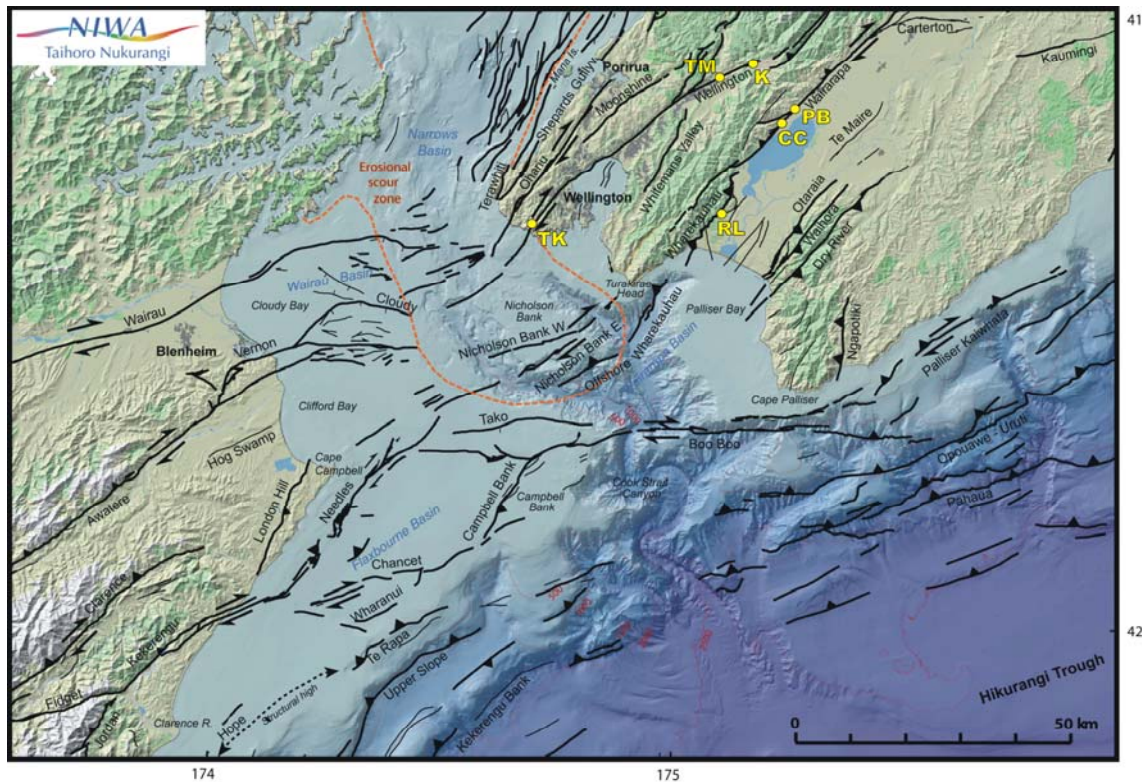 NIWA
Taihoro Nukurangi
41
Carterton
Kaumingi
Mana Is.
Porirua
TM
K
Shepards Gully
Moonshine
Wellington
Wairarapa
Narrows
Basin
PB
CC
Te Maire
Erosional
scour
zone
Terawhiti
Ohariu
Wellington
Whitemans Valley
Otaraia
Waihora
Dry River
Wharekauhau
RL
TK
Wairau Basin
Cloudy Bay
Cloudy
Turakirae
Head
Palliser Bay
Nicholson
Bank
Wairau
Blenheim
Vernon
Nicholson Bank W
Nicholson Bank E
Offshore Wharekauhau
Ngapotiki
Palliser Kaiwhata
Clifford Bay
Cape Palliser
Tako
Boo Boo
Opouawe - Uruti
Hog Swamp
Cape
Campbell
Needles
Campbell Bank
Campbell
Bank
Cook Strait
Canyon
Pahaua
Awatere
London Hill
Flaxbourne Basin
Chancet
Clarence
Wharanui
500
42
Kekerengu
Te Rapa
Upper Slope
Fidget
Jordan
Clarence R.
Hope
Structural high
Kekerengu Bank
Hikurangi Trough
0
50 km
174
175